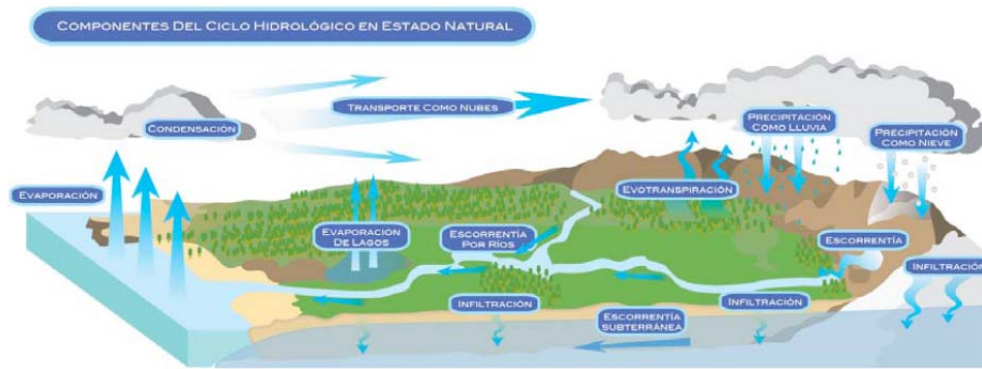 Componentes Del Ciclo Hidrológico en Estado Natural
Condensación
Transporte Como Nubes
Precipitación
Como Lluvia
Precipitación
Como Nieve
Evaporación
Evotranspiración
Evaporación
De Lagos
Escorrentía
Por Ríos
Escorrentía
Infiltración
Infiltración
Infiltración
Escorrentía
Subterránea